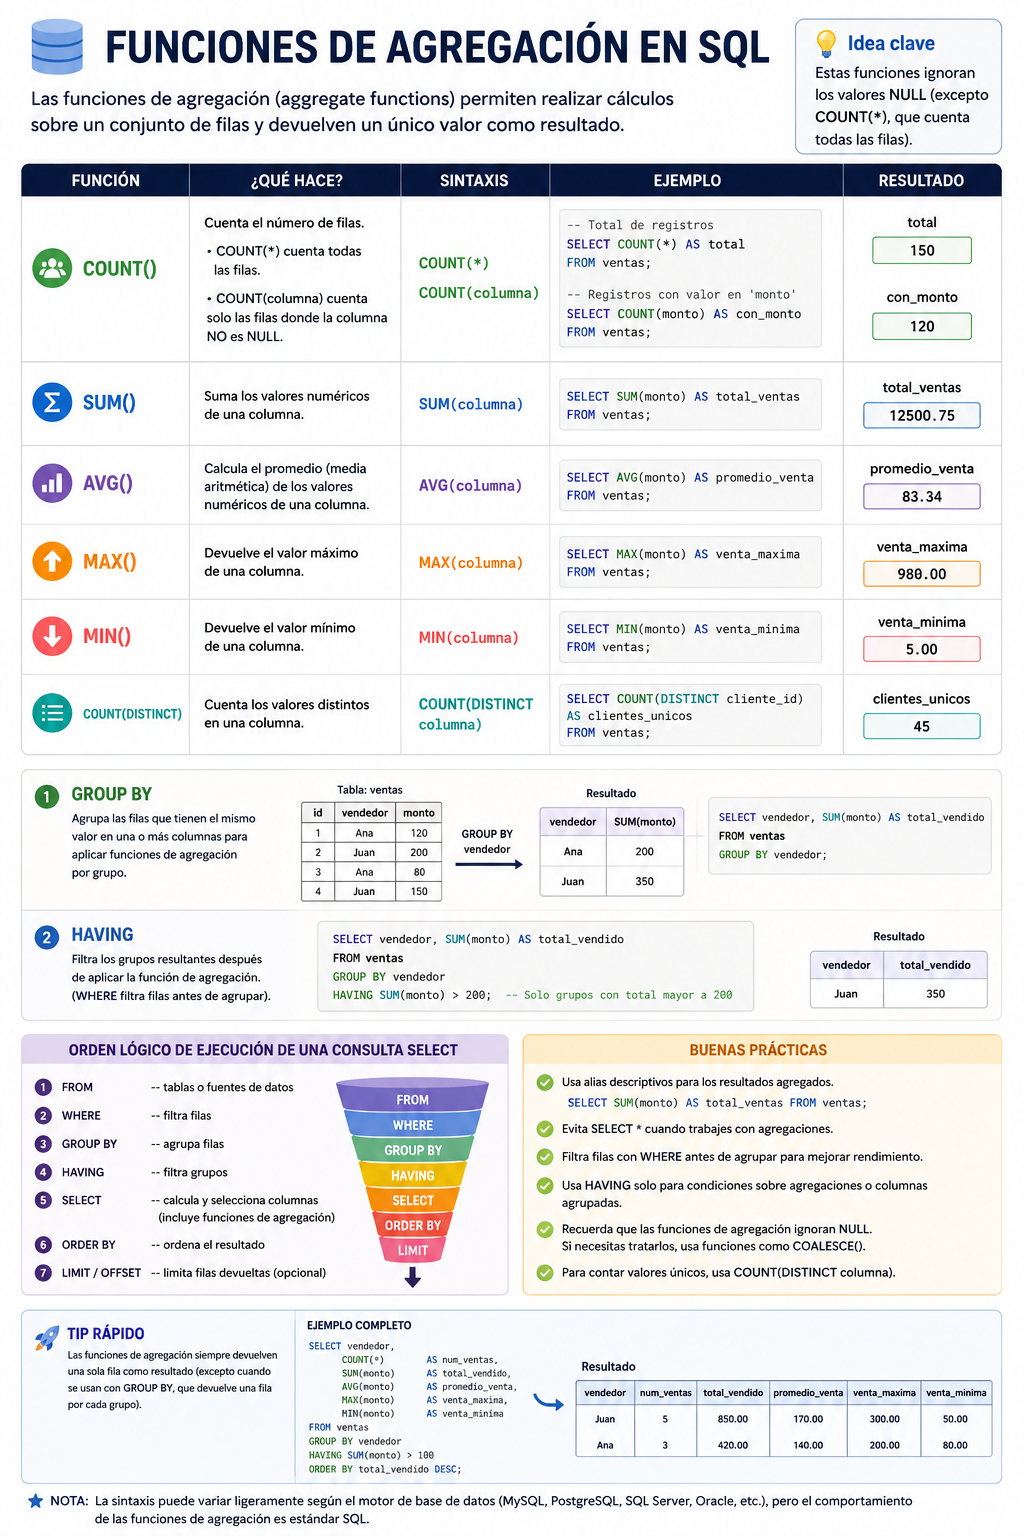 FUNCIONES DE AGREGACIÓN EN SQL
Las funciones de agregación (aggregate functions) permiten realizar cálculos
sobre un conjunto de filas y devuelven un único valor como resultado.
Idea clave
Estas funciones ignoran
los valores NULL (excepto
COUNT(*), que cuenta
todas las filas).
FUNCIÓN ¿QUÉ HACE? SINTAXIS EJEMPLO RESULTADO
COUNT()
Cuenta el número de filas.
• COUNT(*) cuenta todas
las filas.
• COUNT(columna) cuenta
solo las filas donde la columna
NO es NULL.
COUNT(*)
COUNT(columna)
-- Total de registros
SELECT COUNT(*) AS total
FROM ventas;
-- Registros con valor en 'monto'
SELECT COUNT(monto) AS con_monto
FROM ventas;
total
150
con_monto
120
SUM()
Suma los valores numéricos
de una columna.
SUM(columna)
SELECT SUM(monto) AS total_ventas
FROM ventas;
total_ventas
12500.75
AVG()
Calcula el promedio (media
aritmética) de los valores
numéricos de una columna.
AVG(columna)
SELECT AVG(monto) AS promedio_venta
FROM ventas;
promedio_venta
83.34
MAX()
Devuelve el valor máximo
de una columna.
MAX(columna)
SELECT MAX(monto) AS venta_maxima
FROM ventas;
venta_maxima
980.00
MIN()
Devuelve el valor mínimo
de una columna.
MIN(columna)
SELECT MIN(monto) AS venta_minima
FROM ventas;
venta_minima
5.00
COUNT(DISTINCT)
Cuenta los valores distintos
en una columna.
COUNT(DISTINCT
columna)
SELECT COUNT(DISTINCT cliente_id)
AS clientes_unicos
FROM ventas;
clientes_unicos
45
1 GROUP BY
Agrupa las filas que tienen el mismo
valor en una o más columnas para
aplicar funciones de agregación
por grupo.
Tabla: ventas
id vendedor monto
1 Ana 120
2 Juan 200
3 Ana 80
4 Juan 150
GROUP BY
vendedor
Resultado
vendedor SUM(monto)
Ana 200
Juan 350
SELECT vendedor, SUM(monto) AS total_vendido
FROM ventas
GROUP BY vendedor;
2 HAVING
Filtra los grupos resultantes después
de aplicar la función de agregación.
(WHERE filtra filas antes de agrupar).
SELECT vendedor, SUM(monto) AS total_vendido
FROM ventas
GROUP BY vendedor
HAVING SUM(monto) > 200; -- Solo grupos con total mayor a 200
Resultado
vendedor total_vendido
Juan 350
ORDEN LÓGICO DE EJECUCIÓN DE UNA CONSULTA SELECT
1 FROM -- tablas o fuentes de datos
2 WHERE -- filtra filas
3 GROUP BY -- agrupa filas
4 HAVING -- filtra grupos
5 SELECT -- calcula y selecciona columnas
(incluye funciones de agregación)
6 ORDER BY -- ordena el resultado
7 LIMIT / OFFSET -- limita filas devueltas (opcional)
FROM
WHERE
GROUP BY
HAVING
SELECT
ORDER BY
LIMIT
BUENAS PRÁCTICAS
Usa alias descriptivos para los resultados agregados.
SELECT SUM(monto) AS total_ventas FROM ventas;
Evita SELECT * cuando trabajes con agregaciones.
Filtra filas con WHERE antes de agrupar para mejorar rendimiento.
Usa HAVING solo para condiciones sobre agregaciones o columnas
agrupadas.
Recuerda que las funciones de agregación ignoran NULL.
Si necesitas tratarlos, usa funciones como COALESCE().
Para contar valores únicos, usa COUNT(DISTINCT columna).
TIP RÁPIDO
Las funciones de agregación siempre devuelven
una sola fila como resultado (excepto cuando
se usan con GROUP BY, que devuelve una fila
por cada grupo).
EJEMPLO COMPLETO
SELECT vendedor,
COUNT(*) AS num_ventas,
SUM(monto) AS total_vendido,
AVG(monto) AS promedio_venta,
MAX(monto) AS venta_maxima,
MIN(monto) AS venta_minima
FROM ventas
GROUP BY vendedor
HAVING SUM(monto) > 100
ORDER BY total_vendido DESC;
Resultado
vendedor num_ventas total_vendido promedio_venta venta_maxima venta_minima
Juan 5 850.00 170.00 300.00 50.00
Ana 3 420.00 140.00 200.00 80.00
NOTA: La sintaxis puede variar ligeramente según el motor de base de datos (MySQL, PostgreSQL, SQL Server, Oracle, etc.), pero el comportamiento
de las funciones de agregación es estándar SQL.